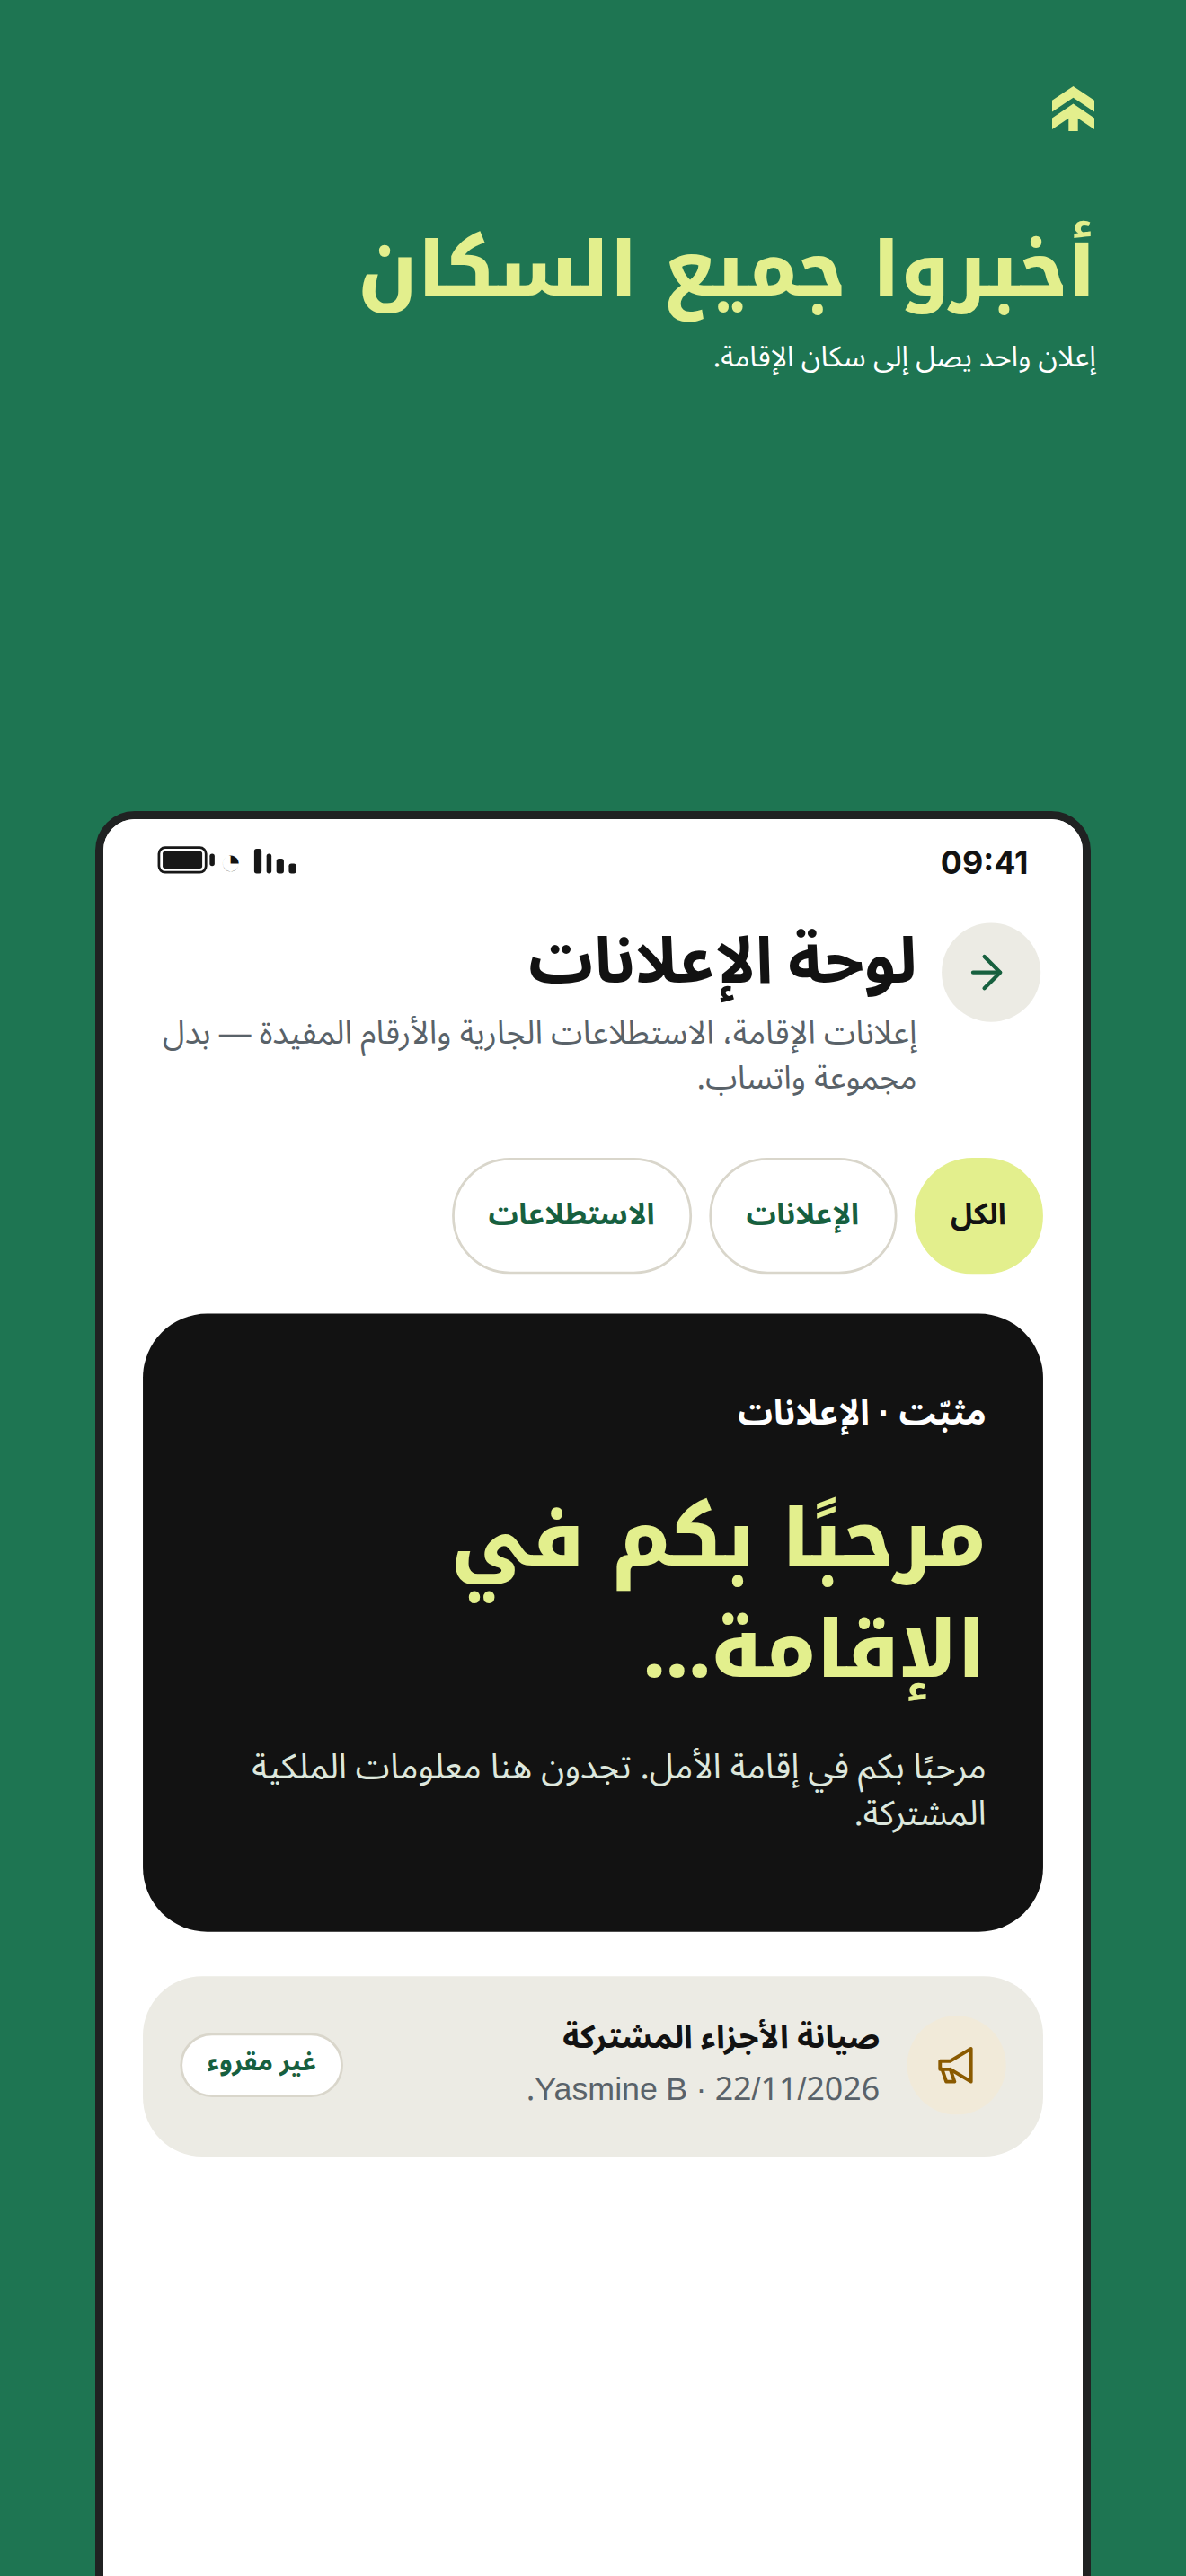 أخبروا جميع السكان
إعلان واحد يصل إلى سكان الإقامة.
09:41
لوحة الإعلانات
إعلانات الإقامة، الاستطلاعات الجارية والأرقام المفيدة — بدل
مجموعة واتساب.
الكل
الإعلانات
الاستطلاعات
مثبّت · الإعلانات
مرحبًا بكم في
الإقامة...
مرحبًا بكم في إقامة الأمل. تجدون هنا معلومات الملكية
المشتركة.
صيانة الأجزاء المشتركة
غير مقروء
22/11/2026 · Yasmine B.